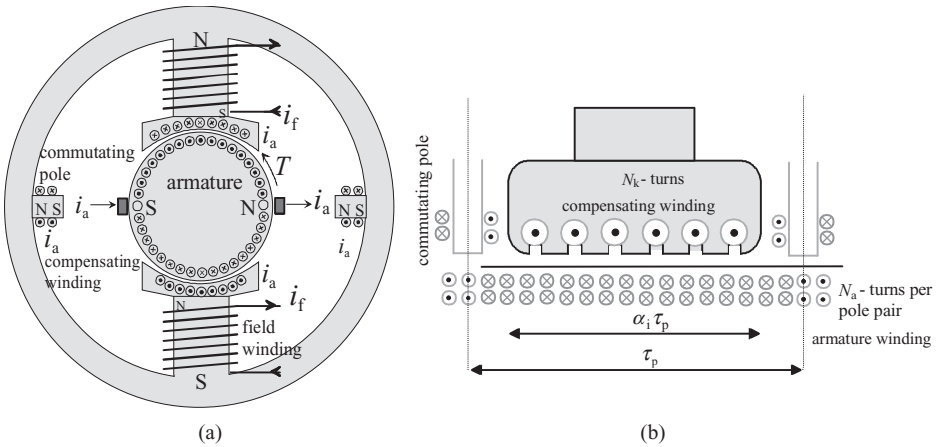 N
S
i_f
i_a
commutating
pole
T
armature
i_a
S
N
i_a
N S
N S
i_a
i_a
compensating
winding
i_a
N
i_f
field
winding
S
(a)
commutating pole
N_k- turns
compensating winding
N_a- turns per
pole pair
armature winding
α_i τ_p
τ_p
(b)